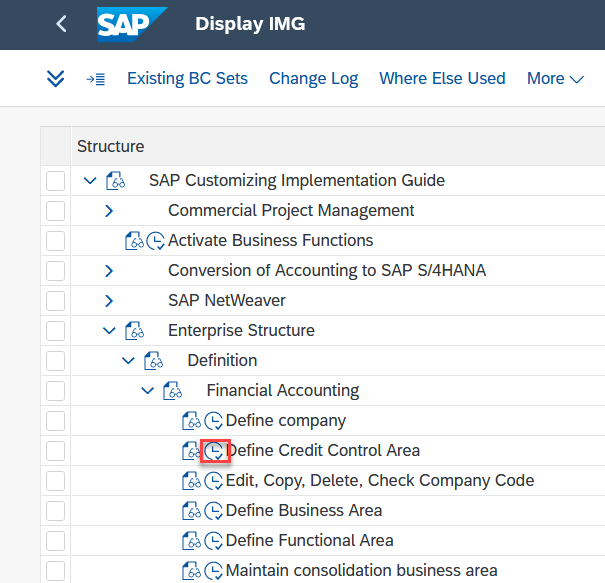 SAP Display IMG
Existing BC Sets Change Log Where Else Used More
Structure
SAP Customizing Implementation Guide
Commercial Project Management
Activate Business Functions
Conversion of Accounting to SAP S/4HANA
SAP NetWeaver
Enterprise Structure
Definition
Financial Accounting
Define company
Define Credit Control Area
Edit, Copy, Delete, Check Company Code
Define Business Area
Define Functional Area
Maintain consolidation business area